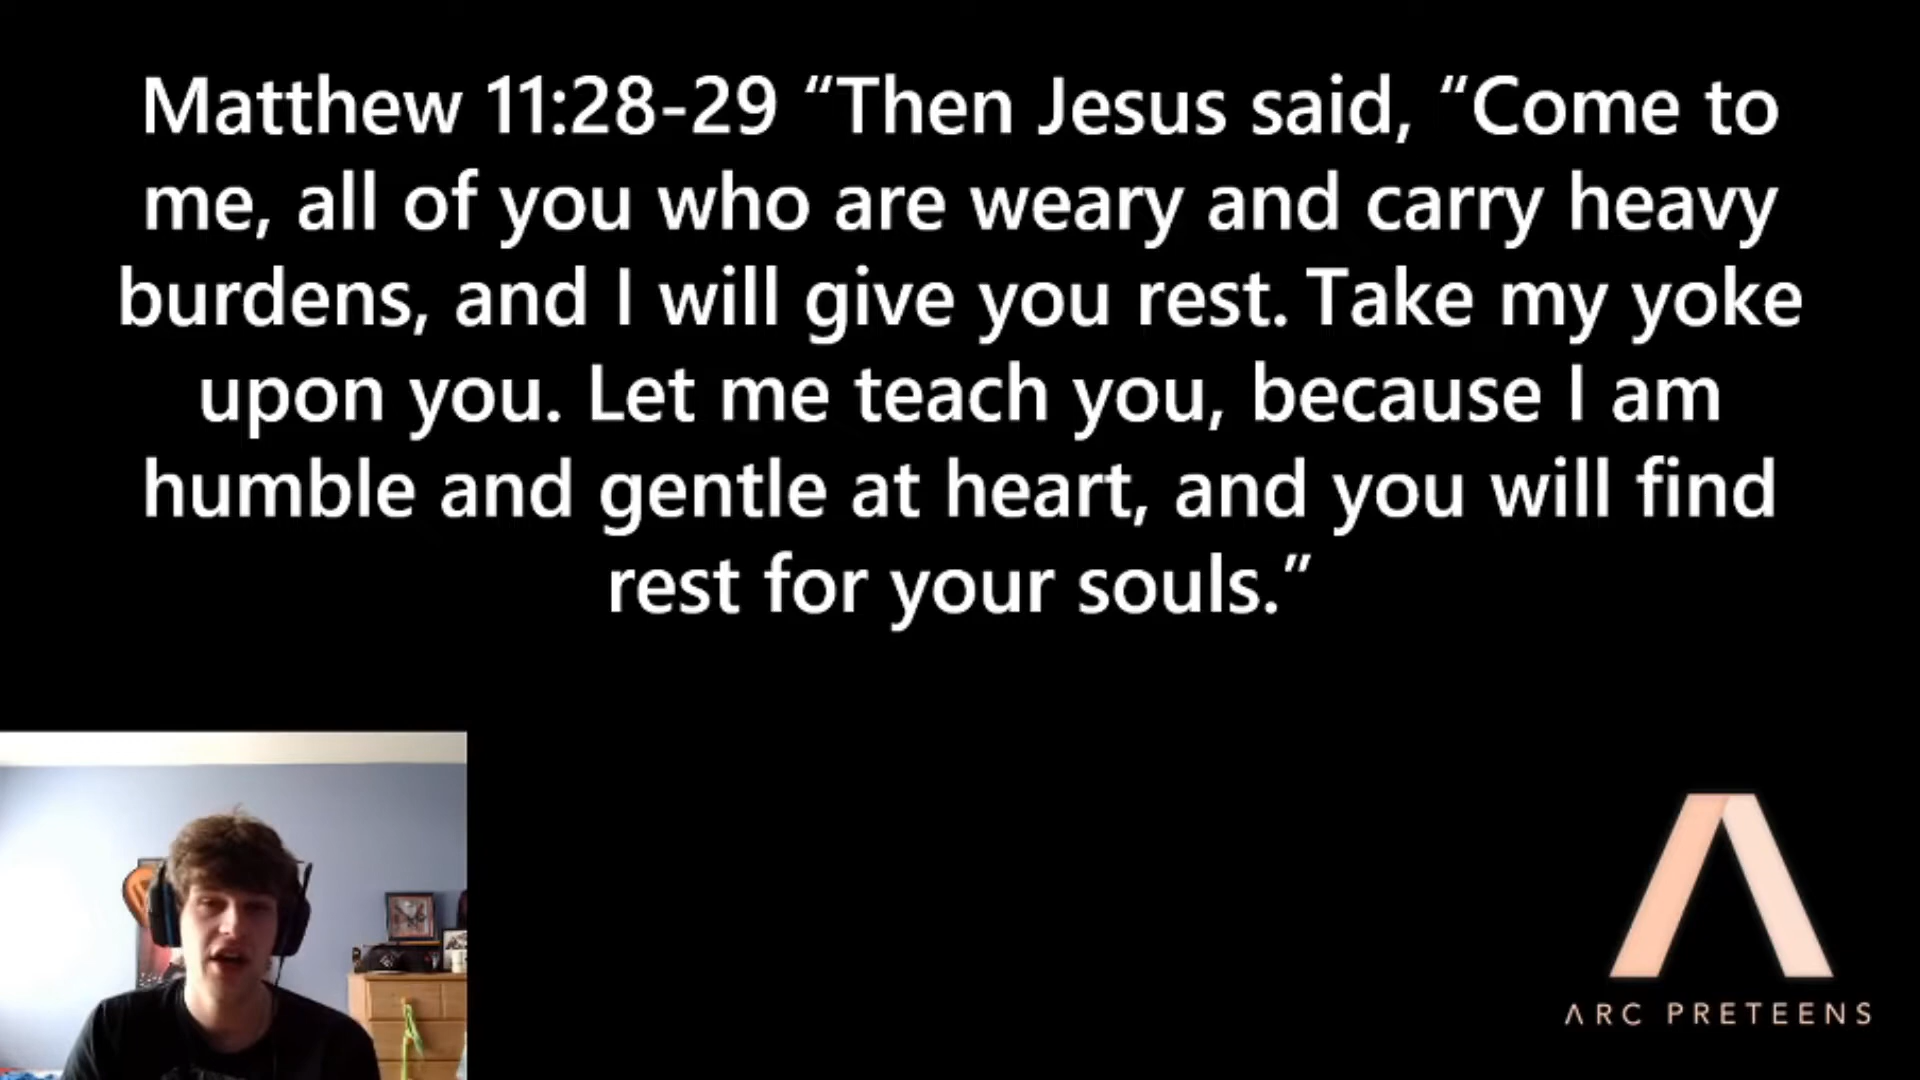 Matthew 11:28-29 “Then Jesus said, “Come to
me, all of you who are weary and carry heavy
burdens, and I will give you rest. Take my yoke
upon you. Let me teach you, because I am
humble and gentle at heart, and you will find
rest for your souls.”
ARC PRETEENS